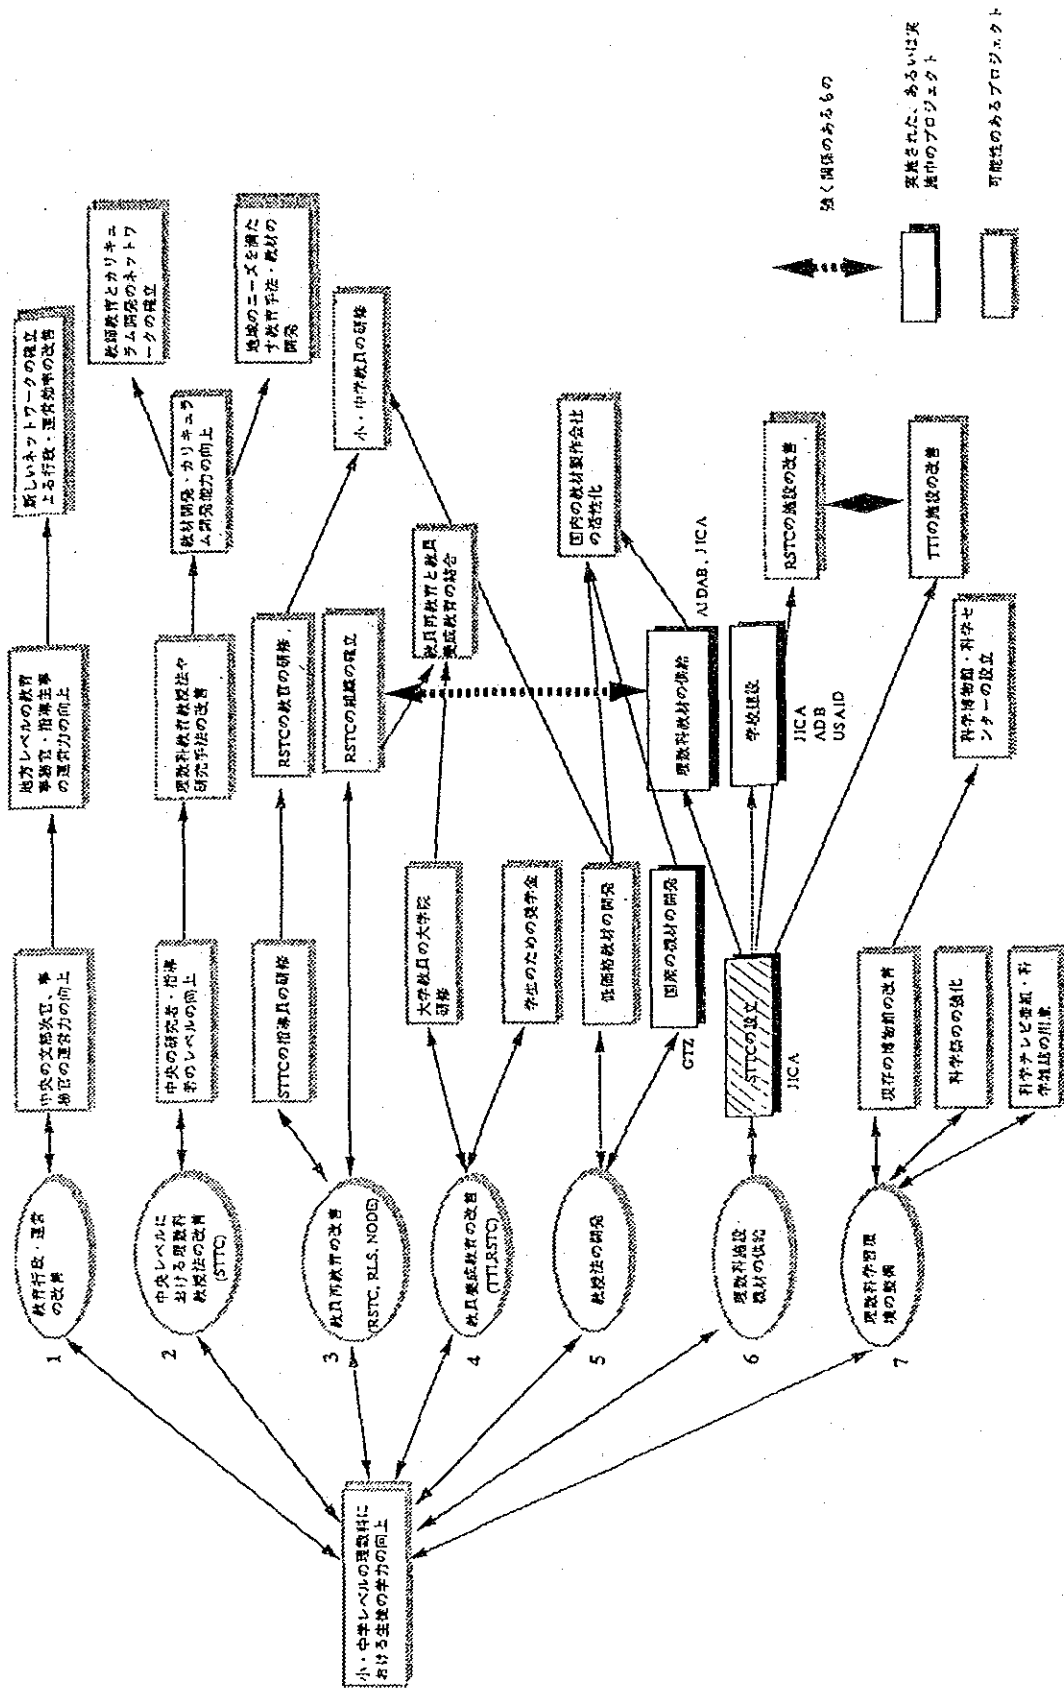 小・中学レベルの理数科に
おける生徒の学力の向上
1
教育行政・運営
の改善
中央の文部次官、事
務官の運営力の向上
地方レベルの教育
事務官・指導主事
の運営力の向上
新しいネットワークの確立
よる行政・運営効率の改善
2
中央レベルに
おける理数科
教授法の改善
(STTC)
中央の研究者・指導
者のレベルの向上
理数科教育教授法や
研究手法の改善
教材開発・カリキュラ
ム開発能力の向上
教師教育とカリキュ
ラム開発のネットワ
ークの確立
地域のニーズを満た
す教育手法・教材の
開発
3
教員再教育の改善
(RSTC, RLS, NODE)
STTCの指導員の研修
RSTCの教官の研修
小・中学教員の研修
RSTCの組織の確立
4
教員養成教育の改善
(TTI,RSTC)
大学教員の大学院
研修
教員再教育と教員
養成教育の結合
学生のための奨学金
5
教授法の開発
低価格教材の開発
国産の機材の開発
GTZ
国内の教材製作会社
の活性化
6
理数科施設・
機材の供給
STTCの設立
JICA
理数科教材の供給
AIDAB, JICA
学校建設
JICA
ADB
USAID
RSTCの施設の改善
TTIの施設の改善
7
理数科学習環
境の整備
現存の博物館の改善
科学博物館・科学セ
ンターの設立
科学祭のの強化
科学テレビ番組・科
学雑誌の用意
強く関係のあるもの
実施された、あるいは実
施中のプロジェクト
可能性のあるプロジェクト